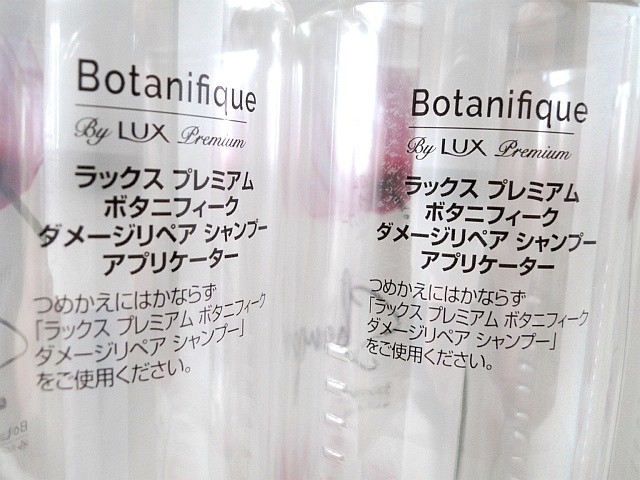 Botanifique
By LUX Premium
ラックス プレミアム
ボタニフィーク
ダメージリペア シャンプー
アプリケーター
つめかえにはかならず
「ラックス プレミアム ボタニフィーク
ダメージリペア シャンプー」
をご使用ください。
Botanifique
By LUX Premium
ラックス プレミアム
ボタニフィーク
ダメージリペア シャンプー
アプリケーター
つめかえにはかならず
「ラックス プレミアム ボタニフィーク
ダメージリペア シャンプー」
をご使用ください。